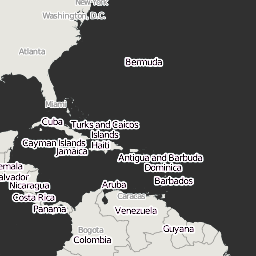 New York
Washington, D.C.
Atlanta
Bermuda
Miami
Cuba
Turks and Caicos
Islands
Cayman Islands
Haiti
Jamaica
Antigua and Barbuda
emala
Dominica
Salvador
Barbados
Nicaragua
Aruba
Costa Rica
Caracas
Panama
Venezuela
Guyana
Bogota
Colombia